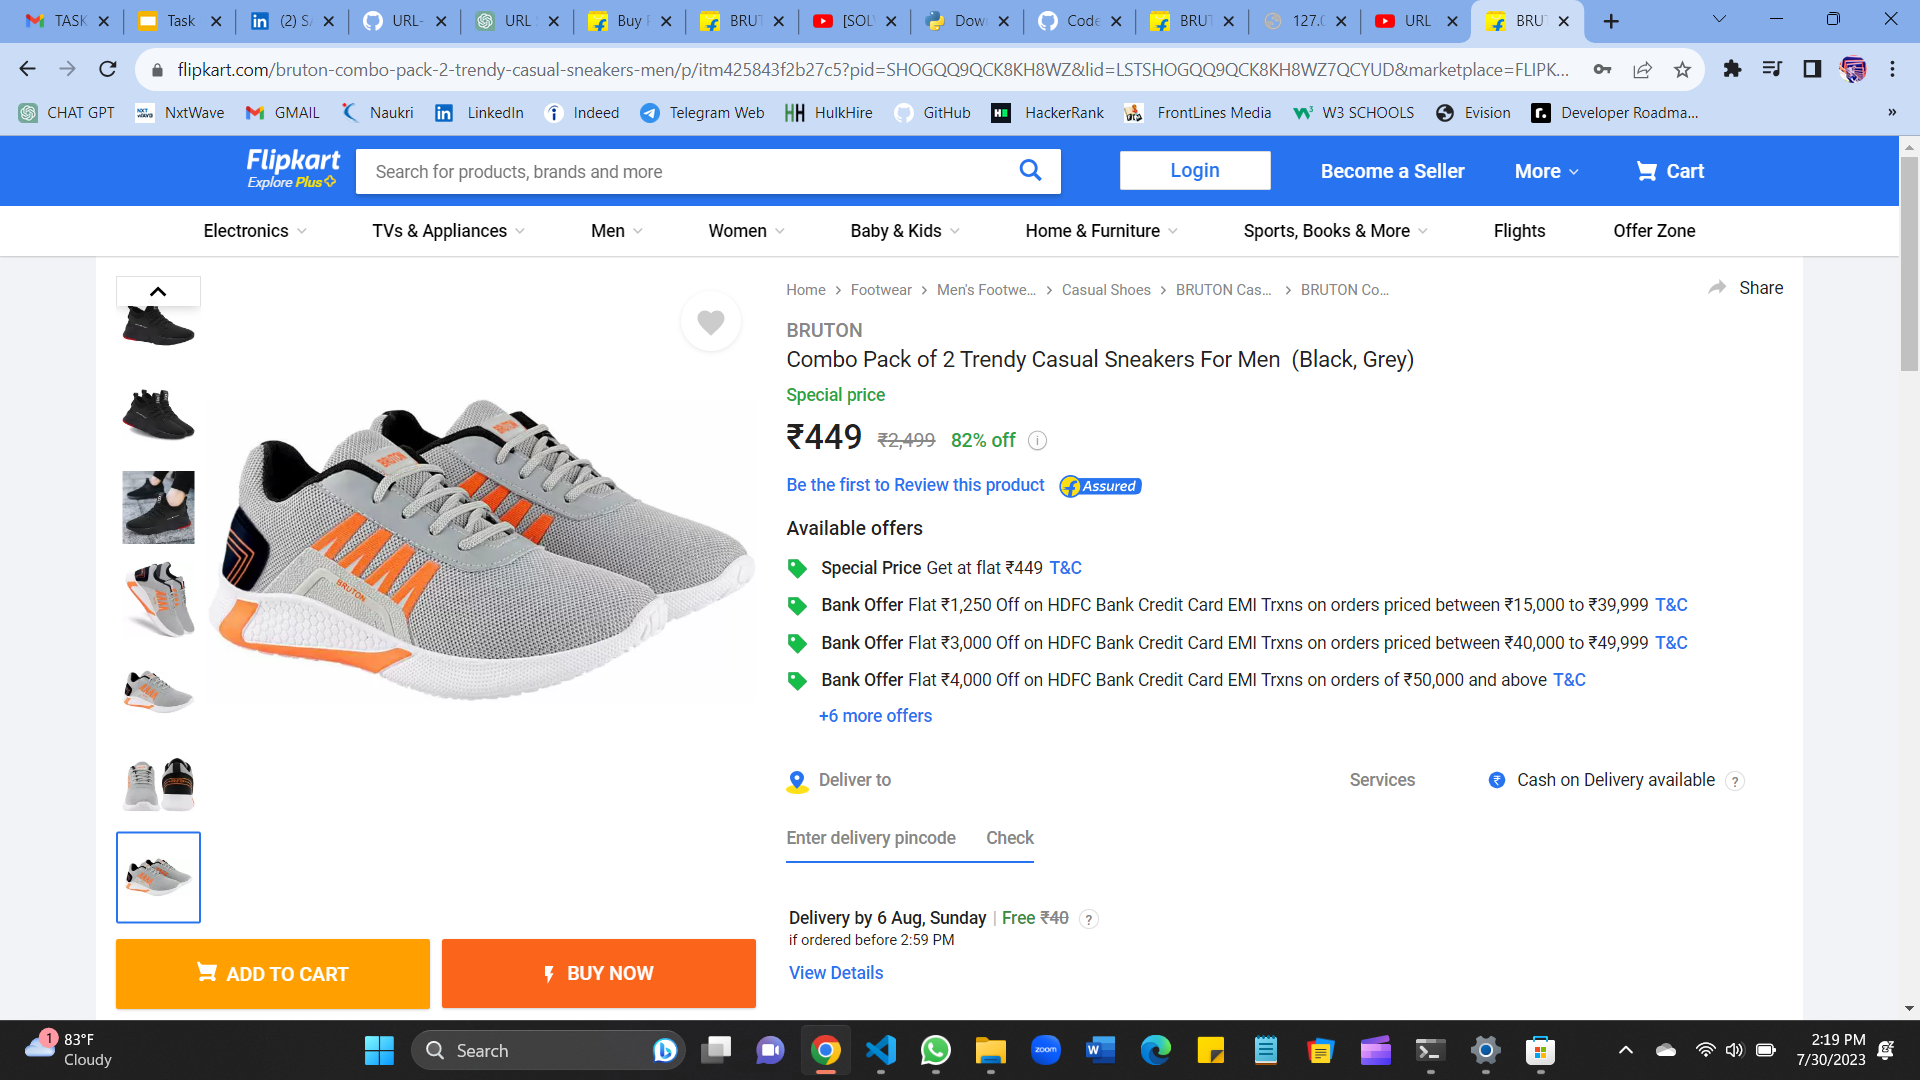 TASK
Task
(2) S
URL-
URL
Buy
BRUT
[SOL
Dow
Code
BRUT
127.0
URL
BRUT
flipkart.com/bruton-combo-pack-2-trendy-casual-sneakers-men/p/itm425843f2b27c5?pid=SHOGQQ9QCK8KH8WZ&lid=LSTSHOGQQ9QCK8KH8WZ7QCYUD&marketplace=FLIPK...
CHAT GPT NxtWave GMAIL Naukri LinkedIn Indeed Telegram Web HulkHire GitHub HackerRank FrontLines Media W3 SCHOOLS Evision Developer Roadma... »
Flipkart
Explore Plus
Search for products, brands and more
Login
Become a Seller
More
Cart
Electronics TVs & Appliances Men Women Baby & Kids Home & Furniture Sports, Books & More Flights Offer Zone
Home > Footwear > Men's Footwe... > Casual Shoes > BRUTON Cas... > BRUTON Co...
Share
BRUTON
Combo Pack of 2 Trendy Casual Sneakers For Men (Black, Grey)
Special price
₹449 ₹2,499 82% off i
Be the first to Review this product f Assured
Available offers
Special Price Get at flat ₹449 T&C
Bank Offer Flat ₹1,250 Off on HDFC Bank Credit Card EMI Trxns on orders priced between ₹15,000 to ₹39,999 T&C
Bank Offer Flat ₹3,000 Off on HDFC Bank Credit Card EMI Trxns on orders priced between ₹40,000 to ₹49,999 T&C
Bank Offer Flat ₹4,000 Off on HDFC Bank Credit Card EMI Trxns on orders of ₹50,000 and above T&C
+6 more offers
Deliver to
Services
₹ Cash on Delivery available ?
Enter delivery pincode Check
Delivery by 6 Aug, Sunday | Free ₹40 ?
if ordered before 2:59 PM
View Details
BRUTON
BRUTON
BRUTON
ADD TO CART
BUY NOW
1
83°F
Cloudy
Search
zoom
2:19 PM
7/30/2023